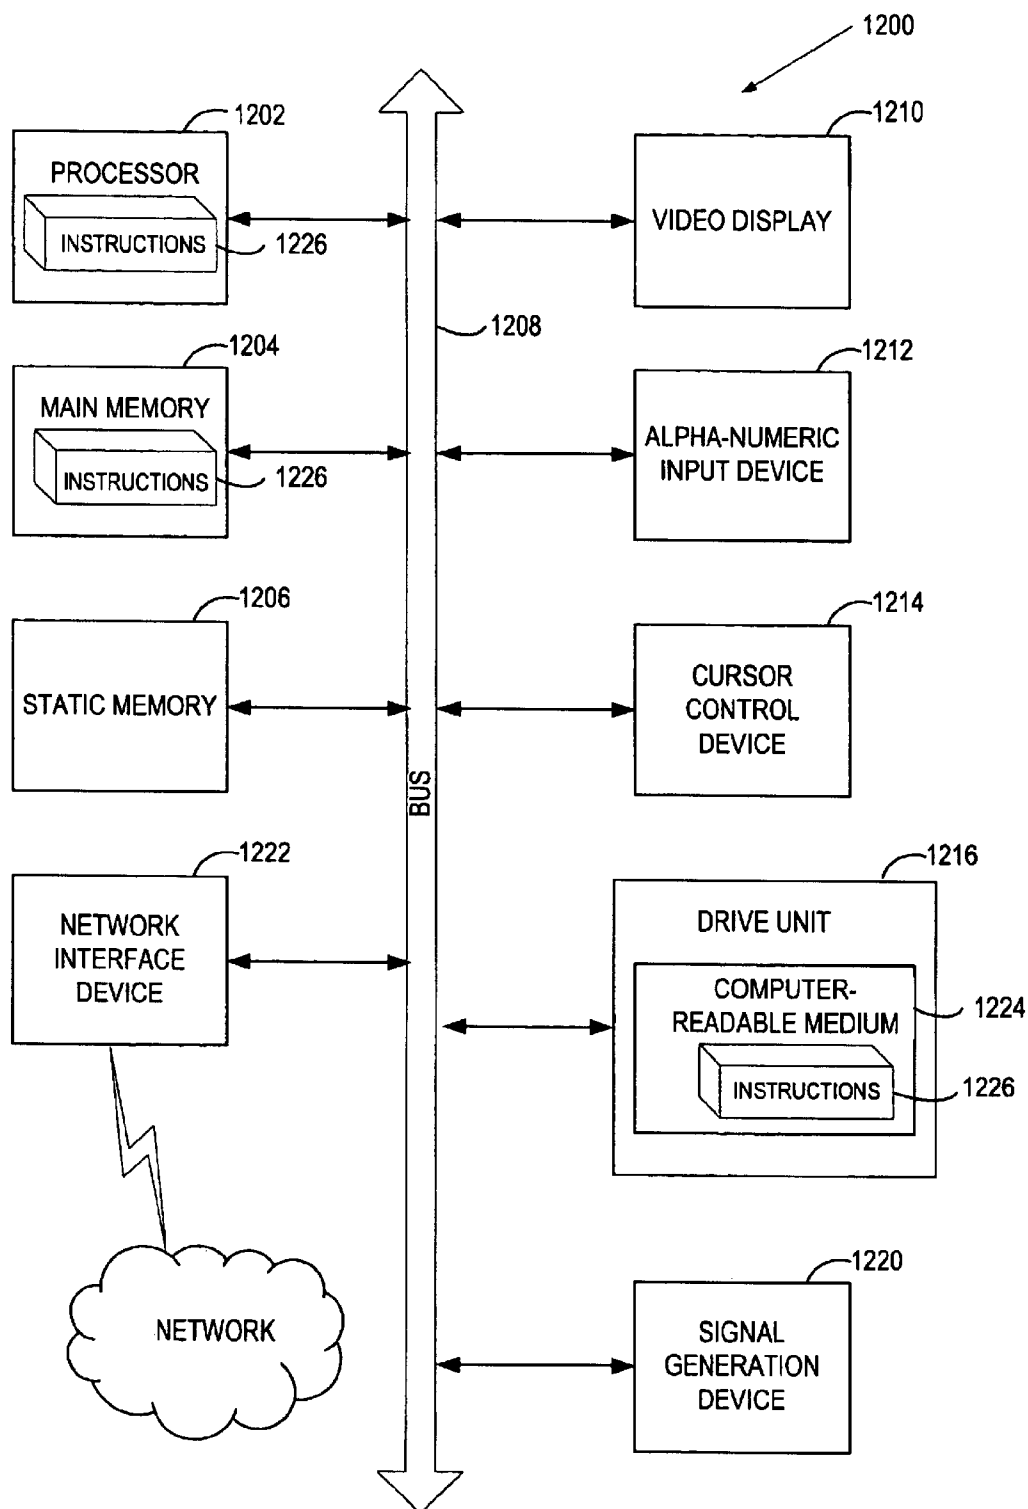 1200
1202
PROCESSOR
INSTRUCTIONS
1226
1210
VIDEO DISPLAY
1208
1204
MAIN MEMORY
INSTRUCTIONS
1226
1212
ALPHA-NUMERIC
INPUT DEVICE
1206
STATIC MEMORY
1214
CURSOR
CONTROL
DEVICE
BUS
1222
NETWORK
INTERFACE
DEVICE
1216
DRIVE UNIT
COMPUTER-
READABLE MEDIUM
1224
INSTRUCTIONS
1226
NETWORK
1220
SIGNAL
GENERATION
DEVICE